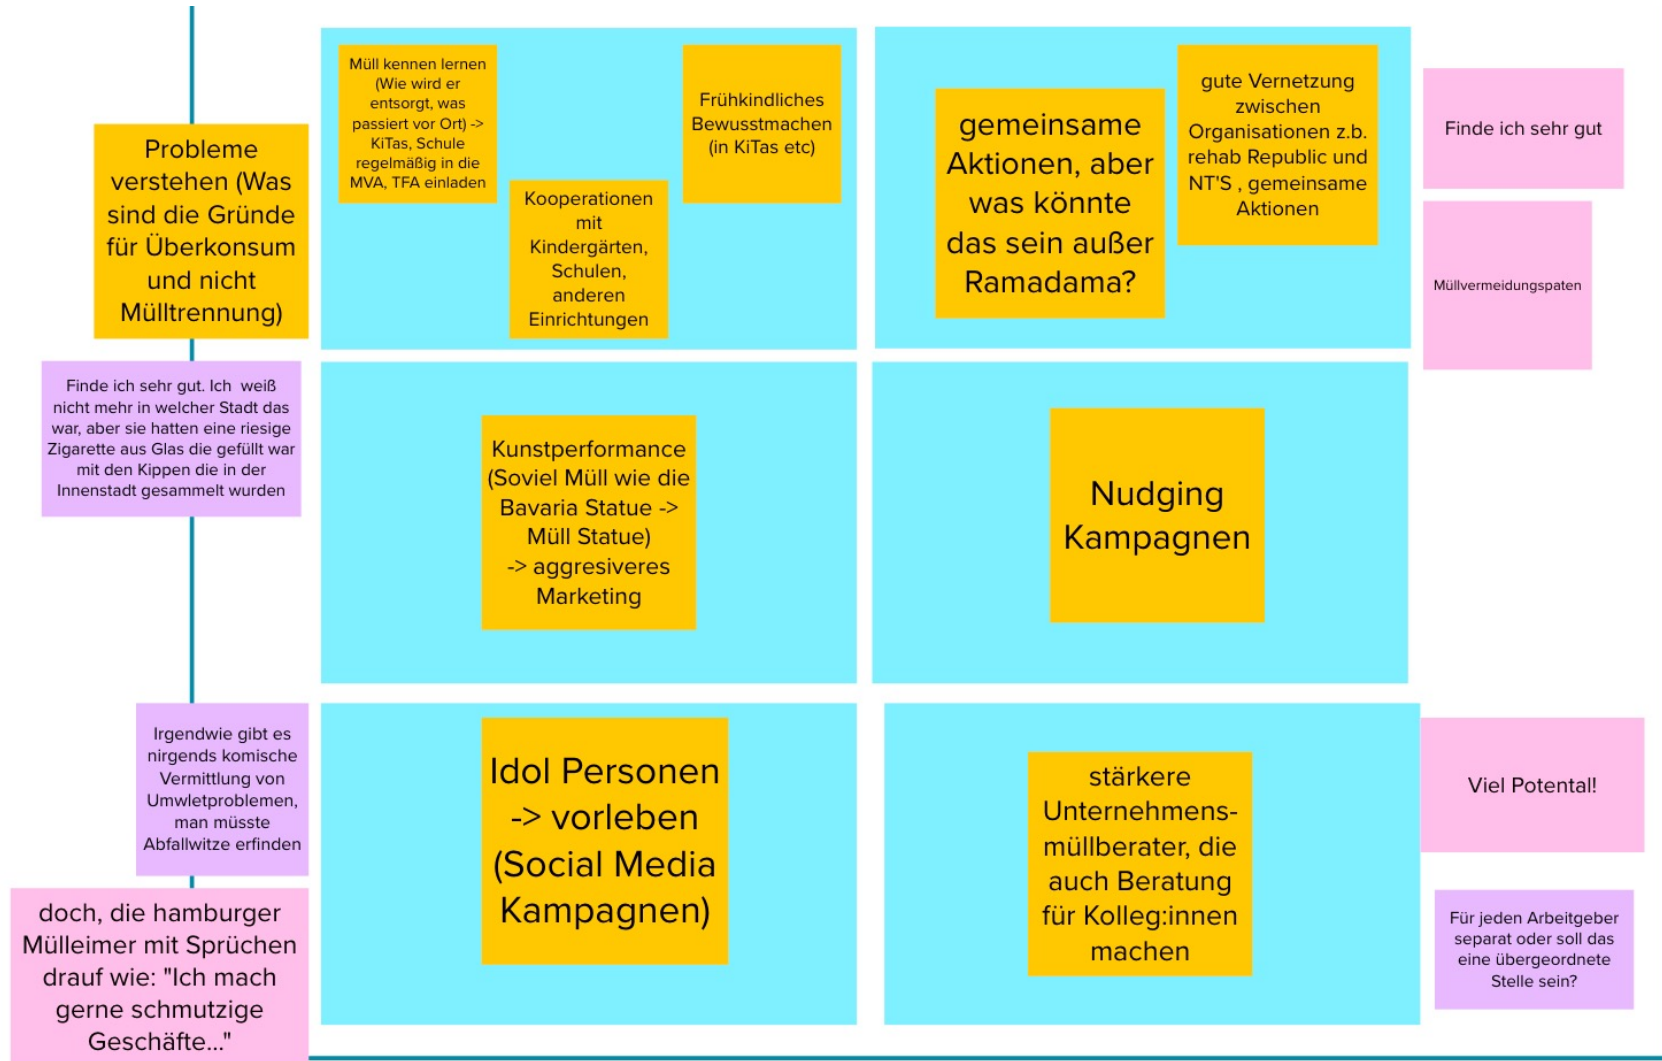 Probleme
verstehen (Was
sind die Gründe
für Überkonsum
und nicht
Mülltrennung)
Müll kennen lernen
(Wie wird er
entsorgt, was
passiert vor Ort) ->
KiTas, Schule
regelmäßig in die
MVA, TFA einladen
Kooperationen
mit
Kindergärten,
Schulen,
anderen
Einrichtungen
Frühkindliches
Bewusstmachen
(in KiTas etc)
gemeinsame
Aktionen, aber
was könnte
das sein außer
Ramadama?
gute Vernetzung
zwischen
Organisationen z.b.
rehab Republic und
NT'S , gemeinsame
Aktionen
Finde ich sehr gut
Müllvermeidungspaten
Finde ich sehr gut. Ich weiß
nicht mehr in welcher Stadt das
war, aber sie hatten eine riesige
Zigarette aus Glas die gefüllt war
mit den Kippen die in der
Innenstadt gesammelt wurden
Kunstperformance
(Soviel Müll wie die
Bavaria Statue ->
Müll Statue)
-> aggresiveres
Marketing
Nudging
Kampagnen
Irgendwie gibt es
nirgends komische
Vermittlung von
Umwletproblemen,
man müsste
Abfallwitze erfinden
doch, die hamburger
Mülleimer mit Sprüchen
drauf wie: "Ich mach
gerne schmutzige
Geschäfte..."
Idol Personen
-> vorleben
(Social Media
Kampagnen)
stärkere
Unternehmens-
müllberater, die
auch Beratung
für Kolleg:innen
machen
Viel Potental!
Für jeden Arbeitgeber
separat oder soll das
eine übergeordnete
Stelle sein?